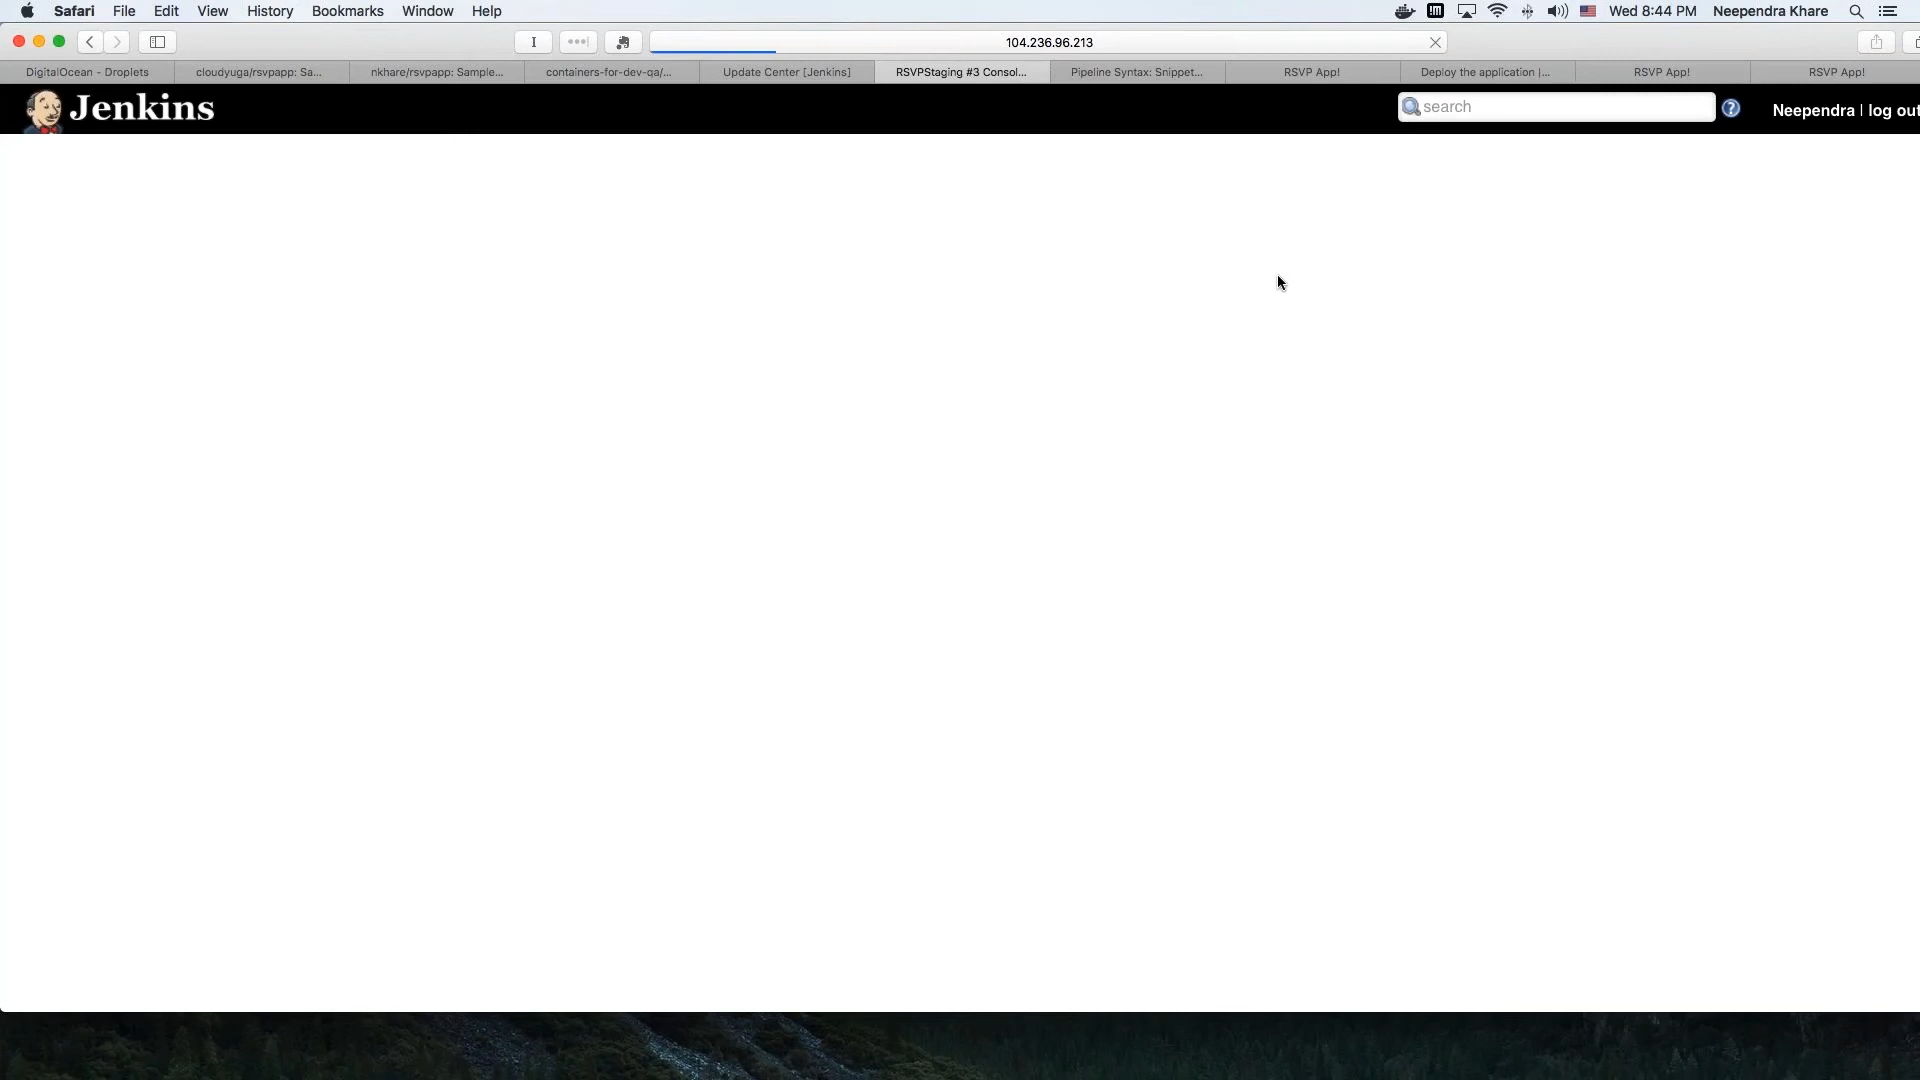 Safari File Edit View History Bookmarks Window Help Wed 8:44 PM Neependra Khare
104.236.96.213
DigitalOcean - Droplets cloudyuga/rsvpapp: Sa... nkhare/rsvpapp: Sample... containers-for-dev-qa/... Update Center [Jenkins] RSVPStaging #3 Consol... Pipeline Syntax: Snippet... RSVP App! Deploy the application |... RSVP App! RSVP App!
Jenkins search Neependra | log out